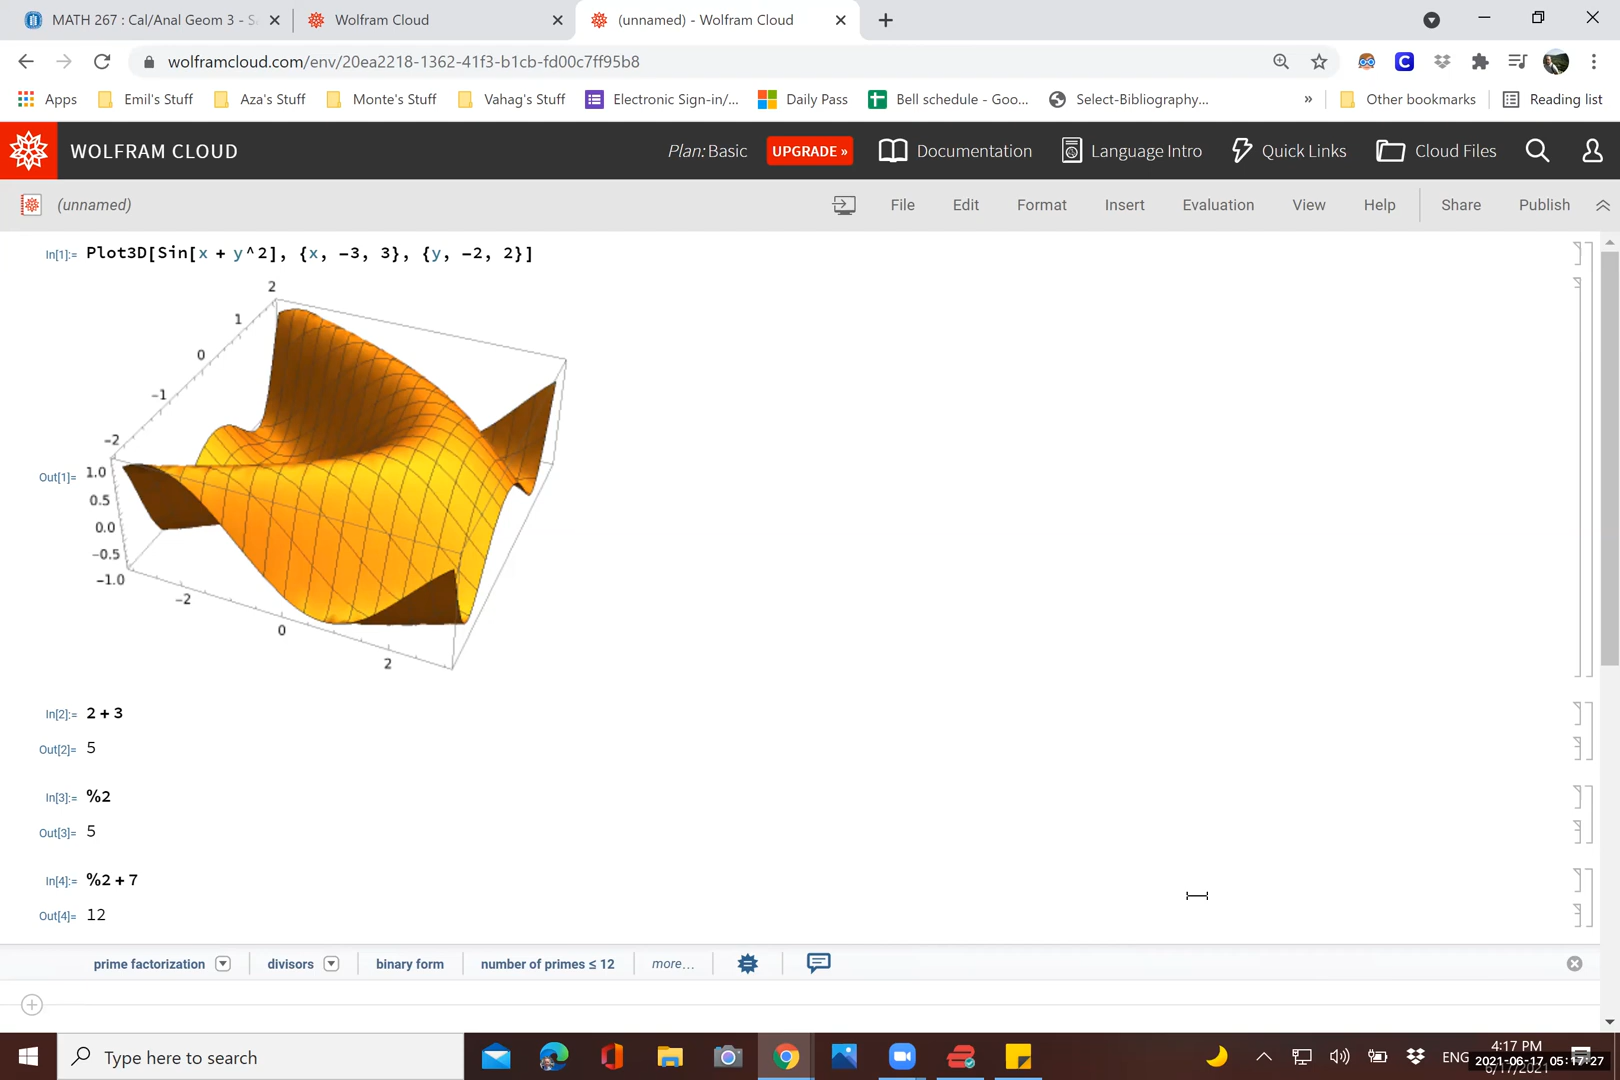 MATH 267 : Cal/Anal Geom 3 - S
Wolfram Cloud
(unnamed) - Wolfram Cloud
wolframcloud.com/env/20ea2218-1362-41f3-b1cb-fd00c7ff95b8
Apps
Emil's Stuff
Aza's Stuff
Monte's Stuff
Vahag's Stuff
Electronic Sign-in/...
Daily Pass
Bell schedule - Goo...
Select-Bibliography...
»
Other bookmarks
Reading list
WOLFRAM CLOUD
Plan: Basic
UPGRADE »
Documentation
Language Intro
Quick Links
Cloud Files
(unnamed)
File
Edit
Format
Insert
Evaluation
View
Help
Share
Publish
In[1]:= Plot3D[Sin[x + y^2], {x, -3, 3}, {y, -2, 2}]
2
1
0
-1
-2
Out[1]=
1.0
0.5
0.0
-0.5
-1.0
-2
0
2
In[2]:= 2 + 3
Out[2]= 5
In[3]:= %2
Out[3]= 5
In[4]:= %2 + 7
Out[4]= 12
prime factorization
divisors
binary form
number of primes ≤ 12
more...
Type here to search
ENG
4:17 PM
2021-06-17 05:17:27